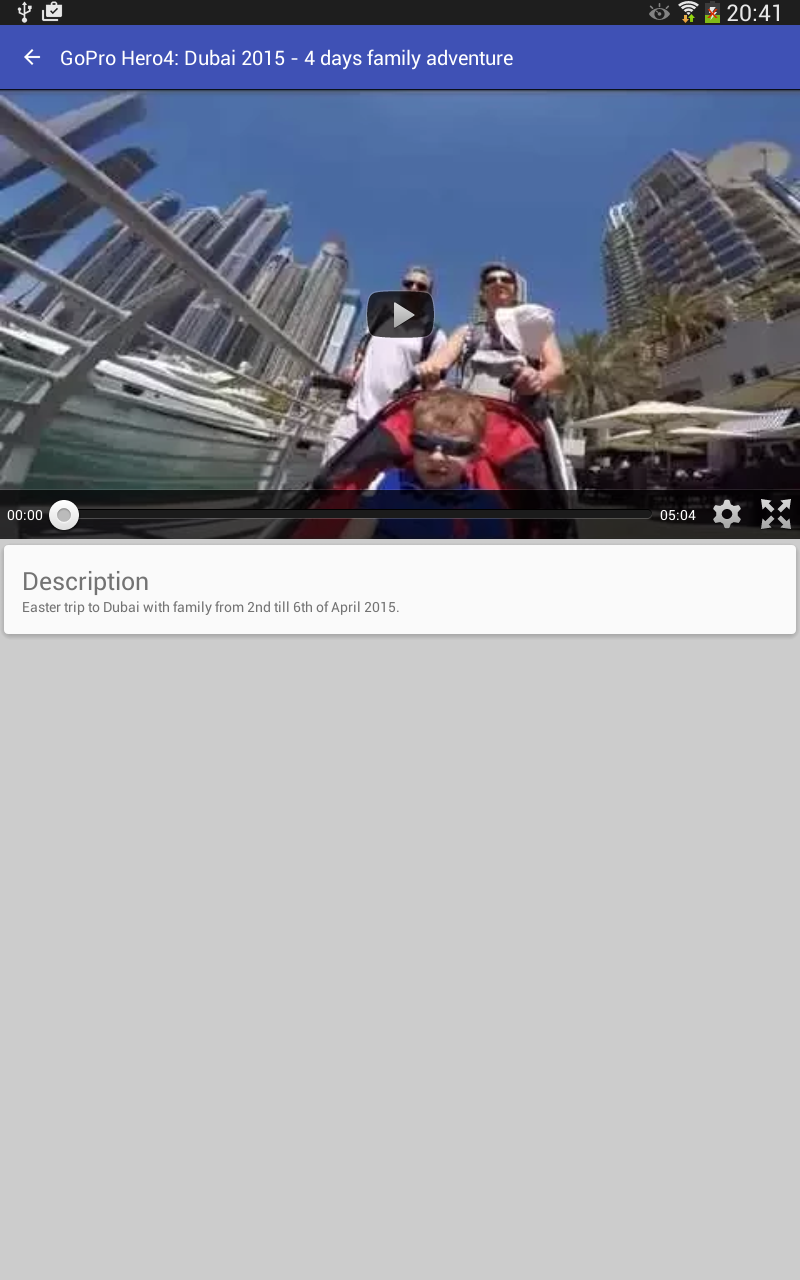 20:41
GoPro Hero4: Dubai 2015 - 4 days family adventure
00:00
05:04
Description
Easter trip to Dubai with family from 2nd till 6th of April 2015.